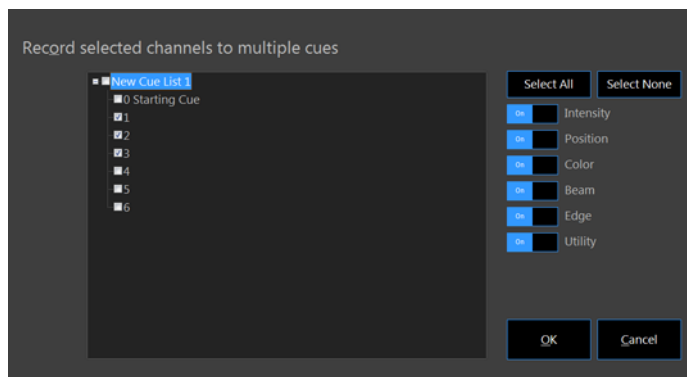 Record selected channels to multiple cues
New Cue List 1
0 Starting Cue
1
2
3
4
5
6
Select All
Select None
On Intensity
On Position
On Color
On Beam
On Edge
On Utility
OK
Cancel